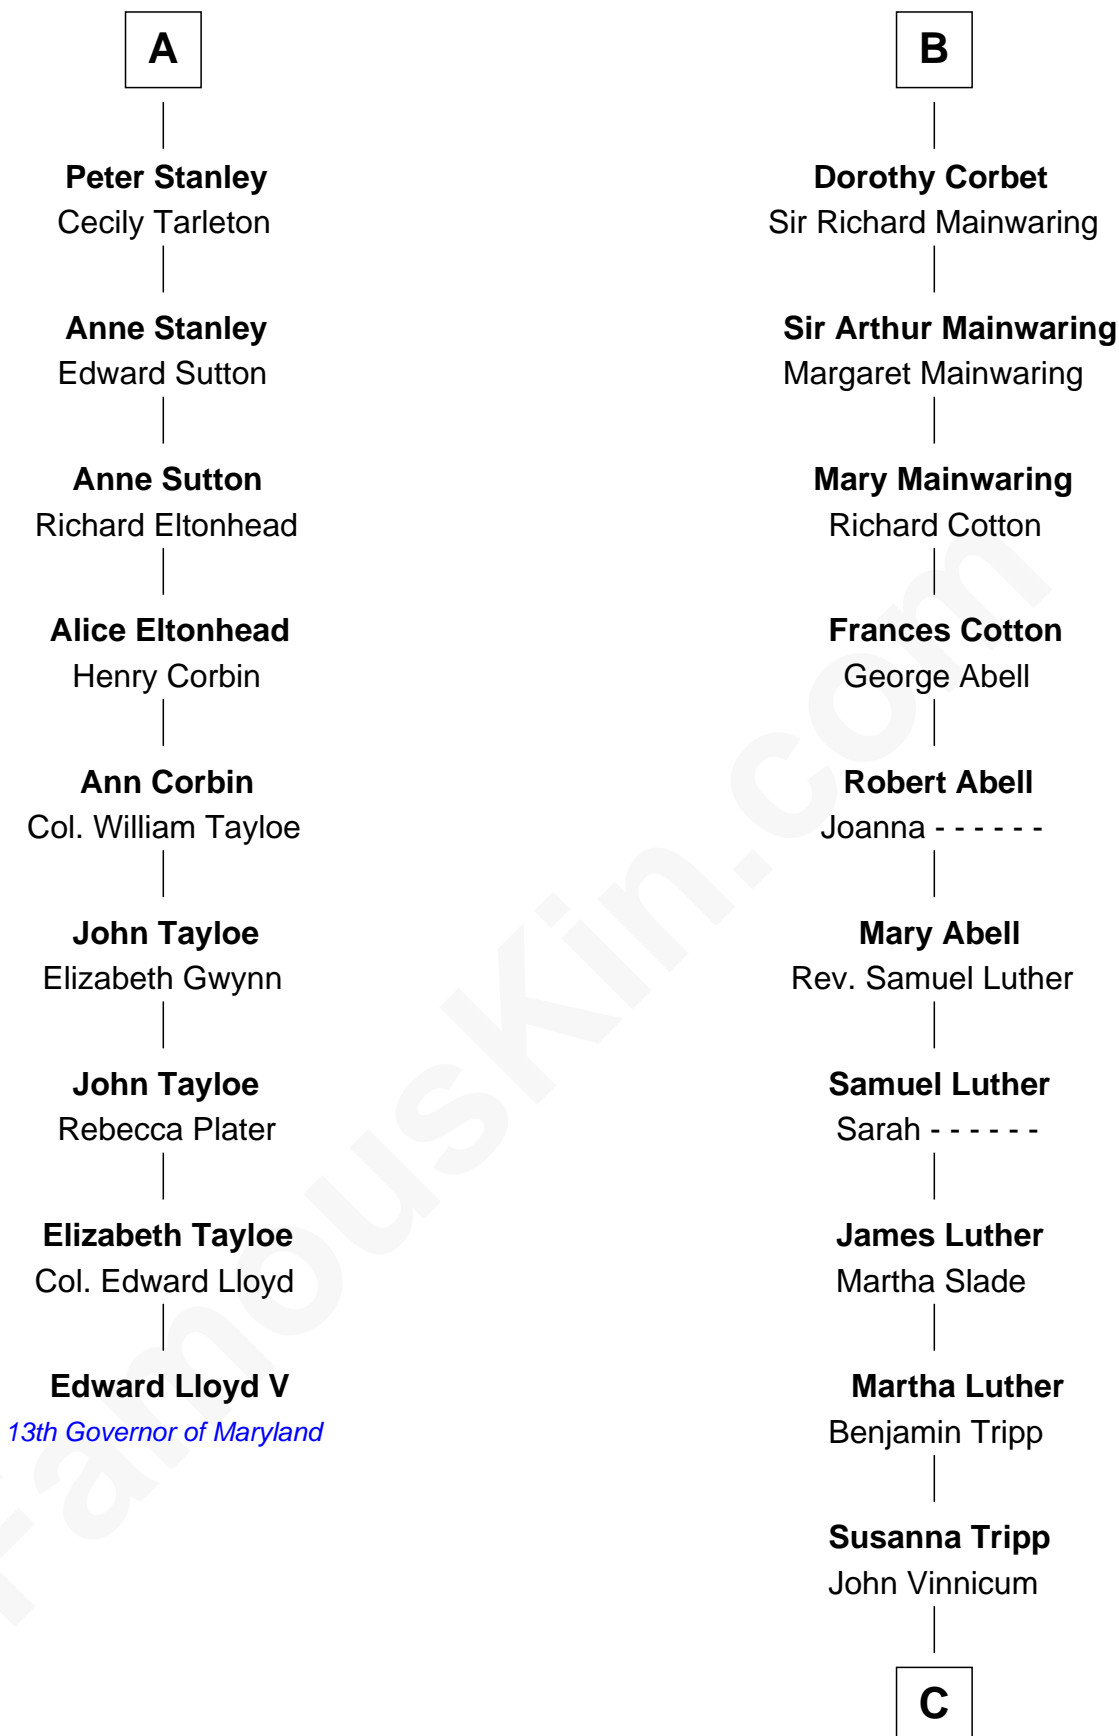 A
Peter Stanley
Cecily Tarleton
Anne Stanley
Edward Sutton
Anne Sutton
Richard Eltonhead
Alice Eltonhead
Henry Corbin
Ann Corbin
Col. William Tayloe
John Tayloe
Elizabeth Gwynn
John Tayloe
Rebecca Plater
Elizabeth Tayloe
Col. Edward Lloyd
Edward Lloyd V
13th Governor of Maryland
B
Dorothy Corbet
Sir Richard Mainwaring
Sir Arthur Mainwaring
Margaret Mainwaring
Mary Mainwaring
Richard Cotton
Frances Cotton
George Abell
Robert Abell
Joanna - - - - - -
Mary Abell
Rev. Samuel Luther
Samuel Luther
Sarah - - - - - -
James Luther
Martha Slade
Martha Luther
Benjamin Tripp
Susanna Tripp
John Vinnicum
C
FamousKin.com